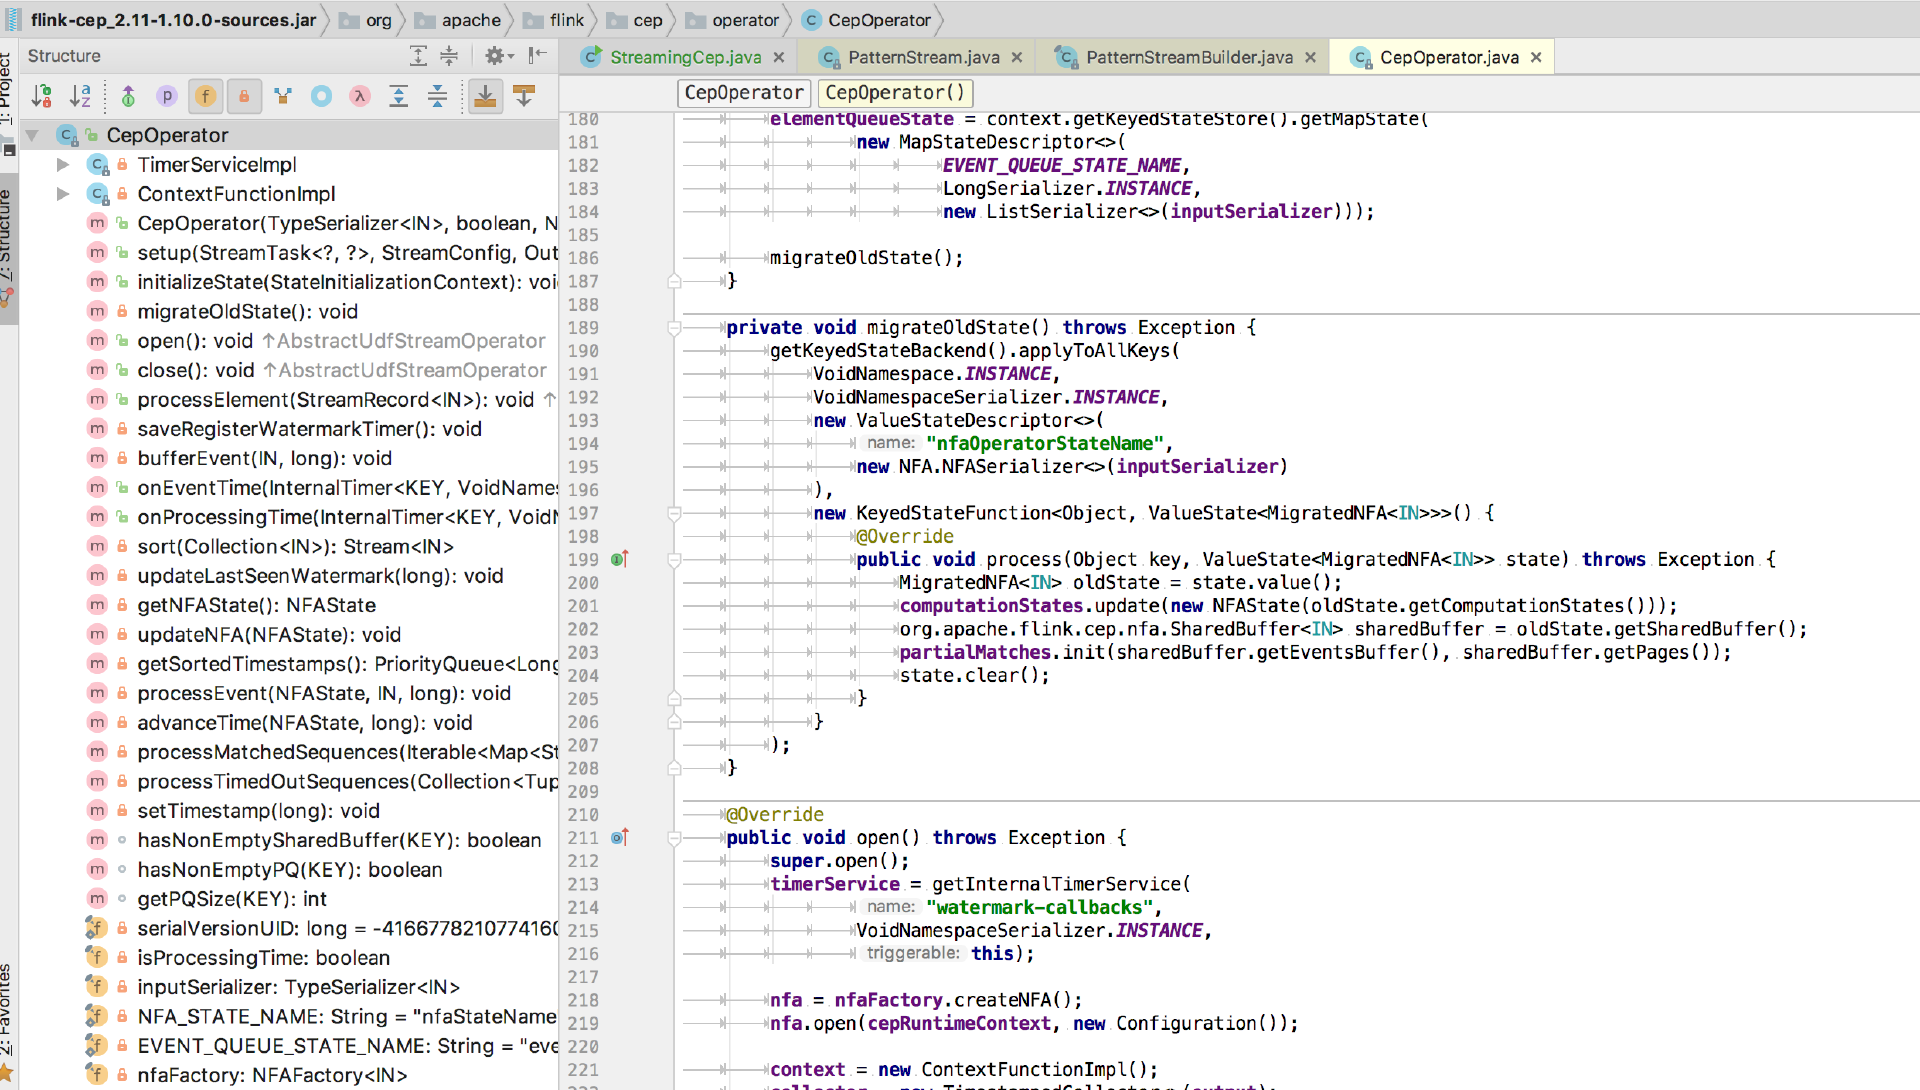 flink-cep_2.11-1.10.0-sources.jar org apache flink cep operator CepOperator
Structure
StreamingCep.java PatternStream.java PatternStreamBuilder.java CepOperator.java
CepOperator CepOperator()
1: Project
7: Structure
2: Favorites
CepOperator
TimerServiceImpl
ContextFunctionImpl
CepOperator(TypeSerializer<IN>, boolean, N
setup(StreamTask<?, ?>, StreamConfig, Out
initializeState(StateInitializationContext): voi
migrateOldState(): void
open(): void ↑AbstractUdfStreamOperator
close(): void ↑AbstractUdfStreamOperator
processElement(StreamRecord<IN>): void ↑
saveRegisterWatermarkTimer(): void
bufferEvent(IN, long): void
onEventTime(InternalTimer<KEY, VoidNames
onProcessingTime(InternalTimer<KEY, VoidN
sort(Collection<IN>): Stream<IN>
updateLastSeenWatermark(long): void
getNFAState(): NFAState
updateNFA(NFAState): void
getSortedTimestamps(): PriorityQueue<Long
processEvent(NFAState, IN, long): void
advanceTime(NFAState, long): void
processMatchedSequences(Iterable<Map<St
processTimedOutSequences(Collection<Tup
setTimestamp(long): void
hasNonEmptySharedBuffer(KEY): boolean
hasNonEmptyPQ(KEY): boolean
getPQSize(KEY): int
serialVersionUID: long = -4166778210774160
isProcessingTime: boolean
inputSerializer: TypeSerializer<IN>
NFA_STATE_NAME: String = "nfaStateName
EVENT_QUEUE_STATE_NAME: String = "eve
nfaFactory: NFAFactory<IN>
180 elementQueueState = context.getKeyedStateStore().getMapState(
181 new MapStateDescriptor<>(
182 EVENT_QUEUE_STATE_NAME,
183 LongSerializer.INSTANCE,
184 new ListSerializer<>(inputSerializer)));
185
186 migrateOldState();
187 }
188
189 private void migrateOldState() throws Exception {
190 getKeyedStateBackend().applyToAllKeys(
191 VoidNamespace.INSTANCE,
192 VoidNamespaceSerializer.INSTANCE,
193 new ValueStateDescriptor<>(
194 name: "nfaOperatorStateName",
195 new NFA.NFASerializer<>(inputSerializer)
196 ),
197 new KeyedStateFunction<Object, ValueState<MigratedNFA<IN>>>() {
198 @Override
199 public void process(Object key, ValueState<MigratedNFA<IN>> state) throws Exception {
200 MigratedNFA<IN> oldState = state.value();
201 computationStates.update(new NFAState(oldState.getComputationStates()));
202 org.apache.flink.cep.nfa.SharedBuffer<IN> sharedBuffer = oldState.getSharedBuffer();
203 partialMatches.init(sharedBuffer.getEventsBuffer(), sharedBuffer.getPages());
204 state.clear();
205 }
206 }
207 );
208 }
209
210 @Override
211 public void open() throws Exception {
212 super.open();
213 timerService = getInternalTimerService(
214 name: "watermark-callbacks",
215 VoidNamespaceSerializer.INSTANCE,
216 triggerable: this);
217
218 nfa = nfaFactory.createNFA();
219 nfa.open(cepRuntimeContext, new Configuration());
220
221 context = new ContextFunctionImpl();